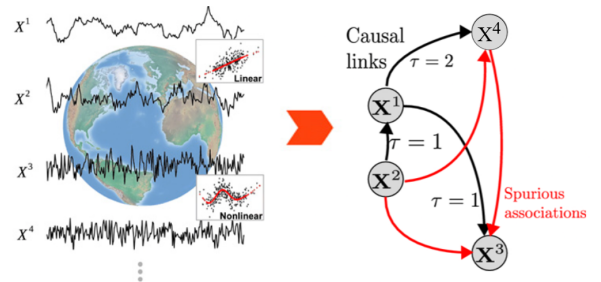 X¹
Linear
X²
X³
Nonlinear
X⁴
Causal
links
τ = 2
X⁴
X¹
τ = 1
X²
τ = 1
Spurious
associations
X³